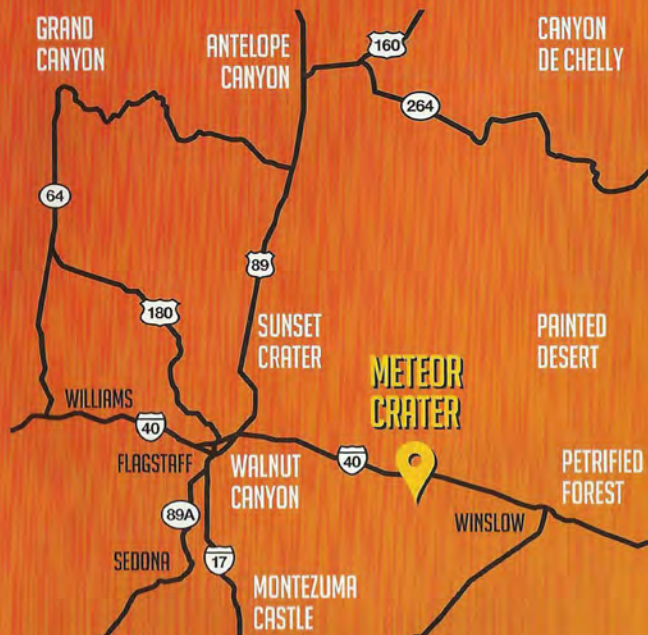 GRAND
CANYON
ANTELOPE
CANYON
160
CANYON
DE CHELLY
264
64
89
180
SUNSET
CRATER
PAINTED
DESERT
METEOR
CRATER
WILLIAMS
40
FLAGSTAFF
WALNUT
CANYON
40
PETRIFIED
FOREST
89A
WINSLOW
SEDONA
17
MONTEZUMA
CASTLE